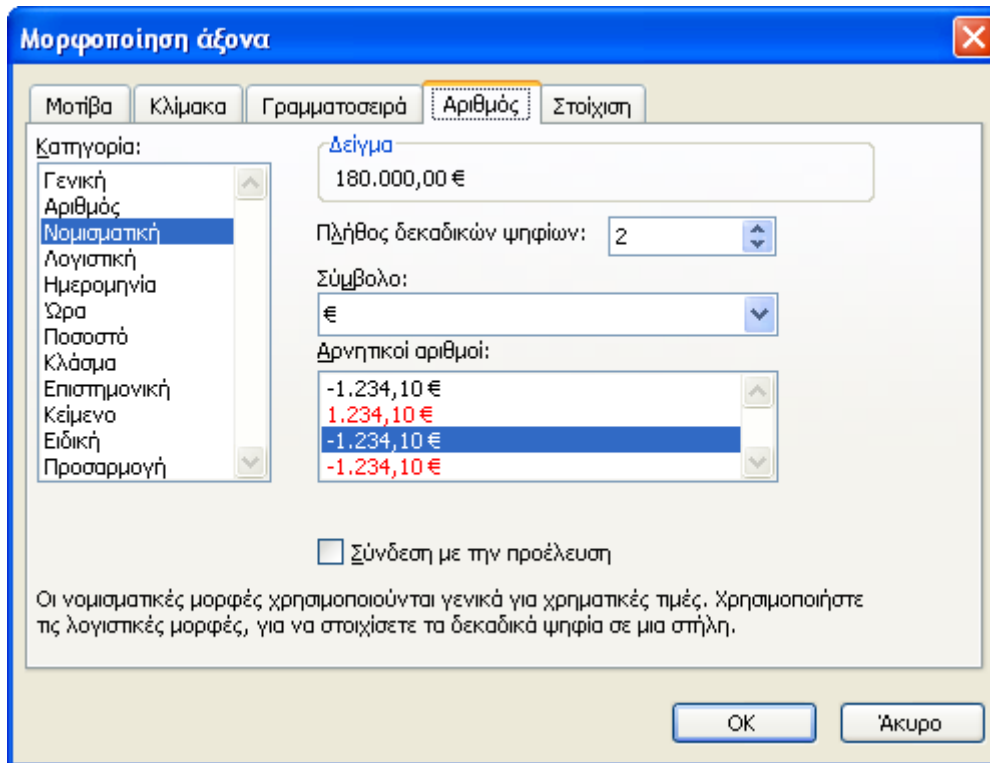 Μορφοποίηση άξονα
Μοτίβα Κλίμακα Γραμματοσειρά Αριθμός Στοίχιση
Κατηγορία:
Γενική
Αριθμός
Νομισματική
Λογιστική
Ημερομηνία
Ώρα
Ποσοστό
Κλάσμα
Επιστημονική
Κείμενο
Ειδική
Προσαρμογή
Δείγμα
180.000,00 €
Πλήθος δεκαδικών ψηφίων: 2
Σύμβολο:
€
Αρνητικοί αριθμοί:
-1.234,10 €
1.234,10 €
-1.234,10 €
-1.234,10 €
Σύνδεση με την προέλευση
Οι νομισματικές μορφές χρησιμοποιούνται γενικά για χρηματικές τιμές. Χρησιμοποιήστε
τις λογιστικές μορφές, για να στοιχίσετε τα δεκαδικά ψηφία σε μια στήλη.
OK Άκυρο